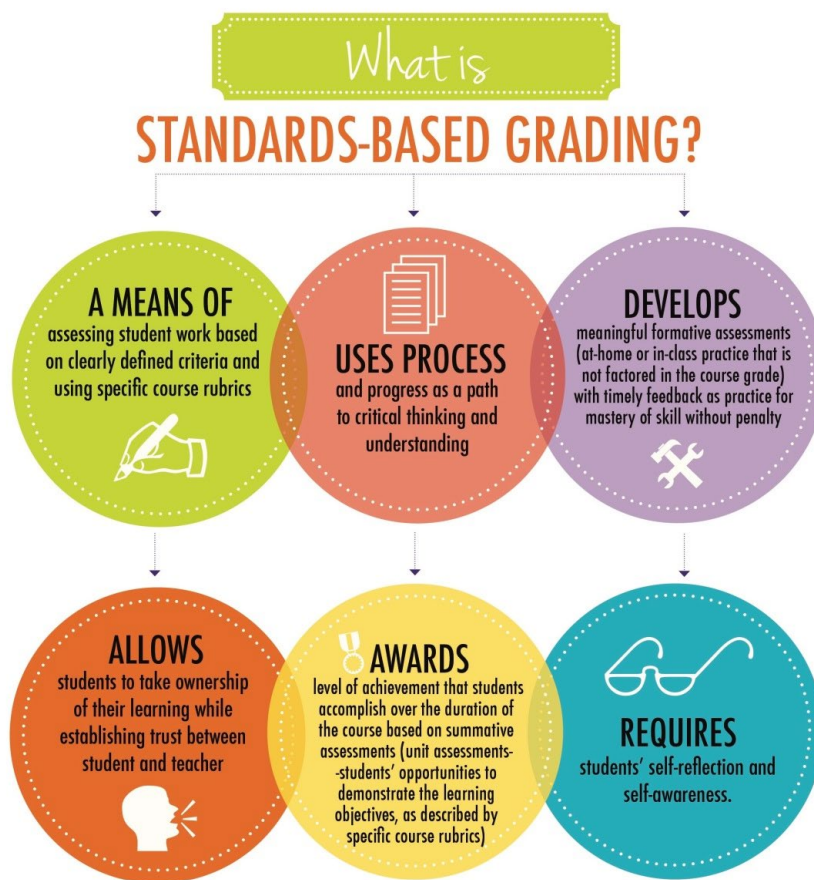 What is
STANDARDS-BASED GRADING?
A MEANS OF
assessing student work based
on clearly defined criteria and
using specific course rubrics
USES PROCESS
and progress as a path
to critical thinking and
understanding
DEVELOPS
meaningful formative assessments
(at-home or in-class practice that is
not factored in the course grade)
with timely feedback as practice for
mastery of skill without penalty
ALLOWS
students to take ownership
of their learning while
establishing trust between
student and teacher
AWARDS
level of achievement that students
accomplish over the duration of
the course based on summative
assessments (unit assessments-
-students’ opportunities to
demonstrate the learning
objectives, as described by
specific course rubrics)
REQUIRES
students’ self-reflection and
self-awareness.